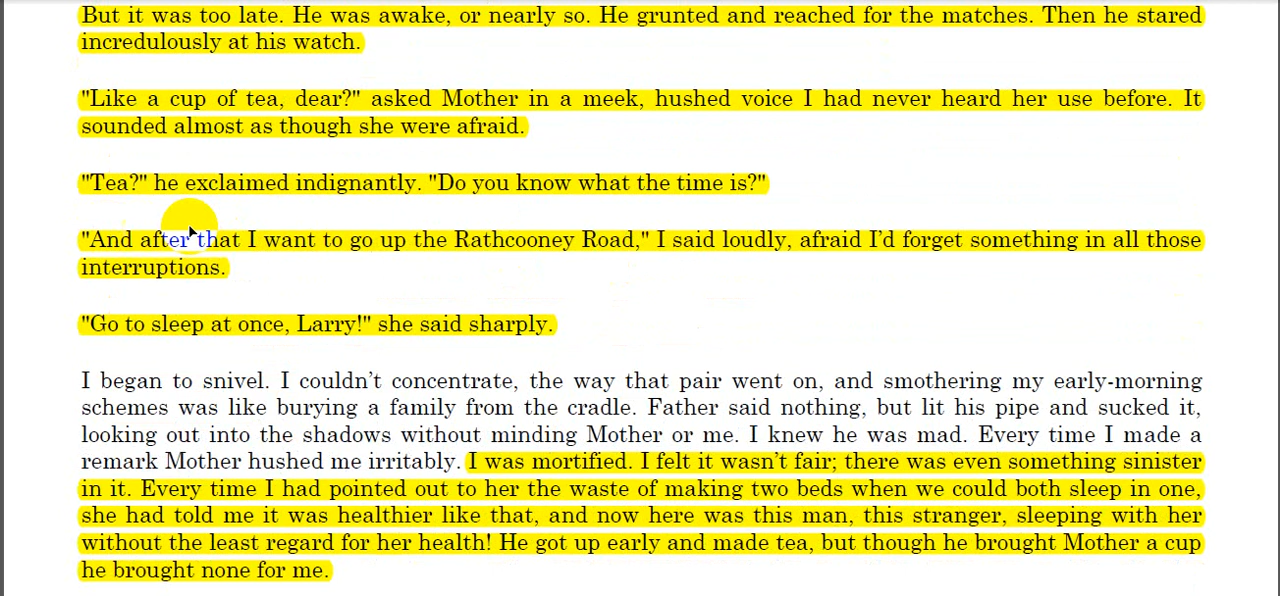 But it was too late. He was awake, or nearly so. He grunted and reached for the matches. Then he stared
incredulously at his watch.
"Like a cup of tea, dear?" asked Mother in a meek, hushed voice I had never heard her use before. It
sounded almost as though she were afraid.
"Tea?" he exclaimed indignantly. "Do you know what the time is?"
"And after that I want to go up the Rathcooney Road," I said loudly, afraid I'd forget something in all those
interruptions.
"Go to sleep at once, Larry!" she said sharply.
I began to snivel. I couldn't concentrate, the way that pair went on, and smothering my early-morning
schemes was like burying a family from the cradle. Father said nothing, but lit his pipe and sucked it,
looking out into the shadows without minding Mother or me. I knew he was mad. Every time I made a
remark Mother hushed me irritably. I was mortified. I felt it wasn't fair; there was even something sinister
in it. Every time I had pointed out to her the waste of making two beds when we could both sleep in one,
she had told me it was healthier like that, and now here was this man, this stranger, sleeping with her
without the least regard for her health! He got up early and made tea, but though he brought Mother a cup
he brought none for me.